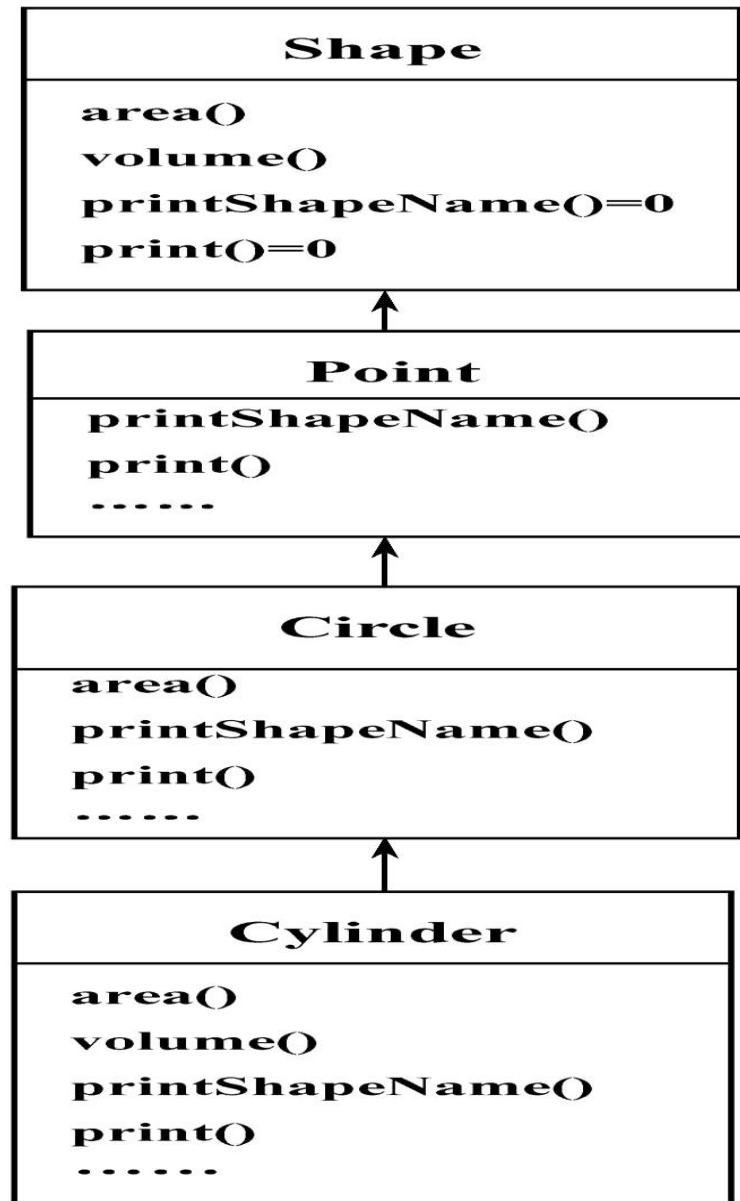 Shape
area()
volume()
printShapeName()=0
print()=0
Point
printShapeName()
print()
······
Circle
area()
printShapeName()
print()
······
Cylinder
area()
volume()
printShapeName()
print()
······